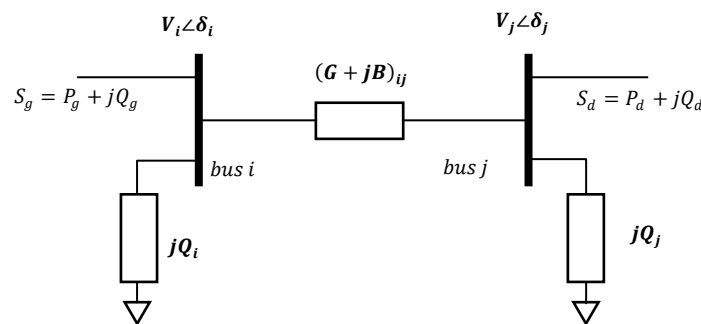 V_i∠δ_i
V_j∠δ_j
(G + jB)_ij
S_g = P_g + jQ_g
S_d = P_d + jQ_d
bus i
bus j
jQ_i
jQ_j